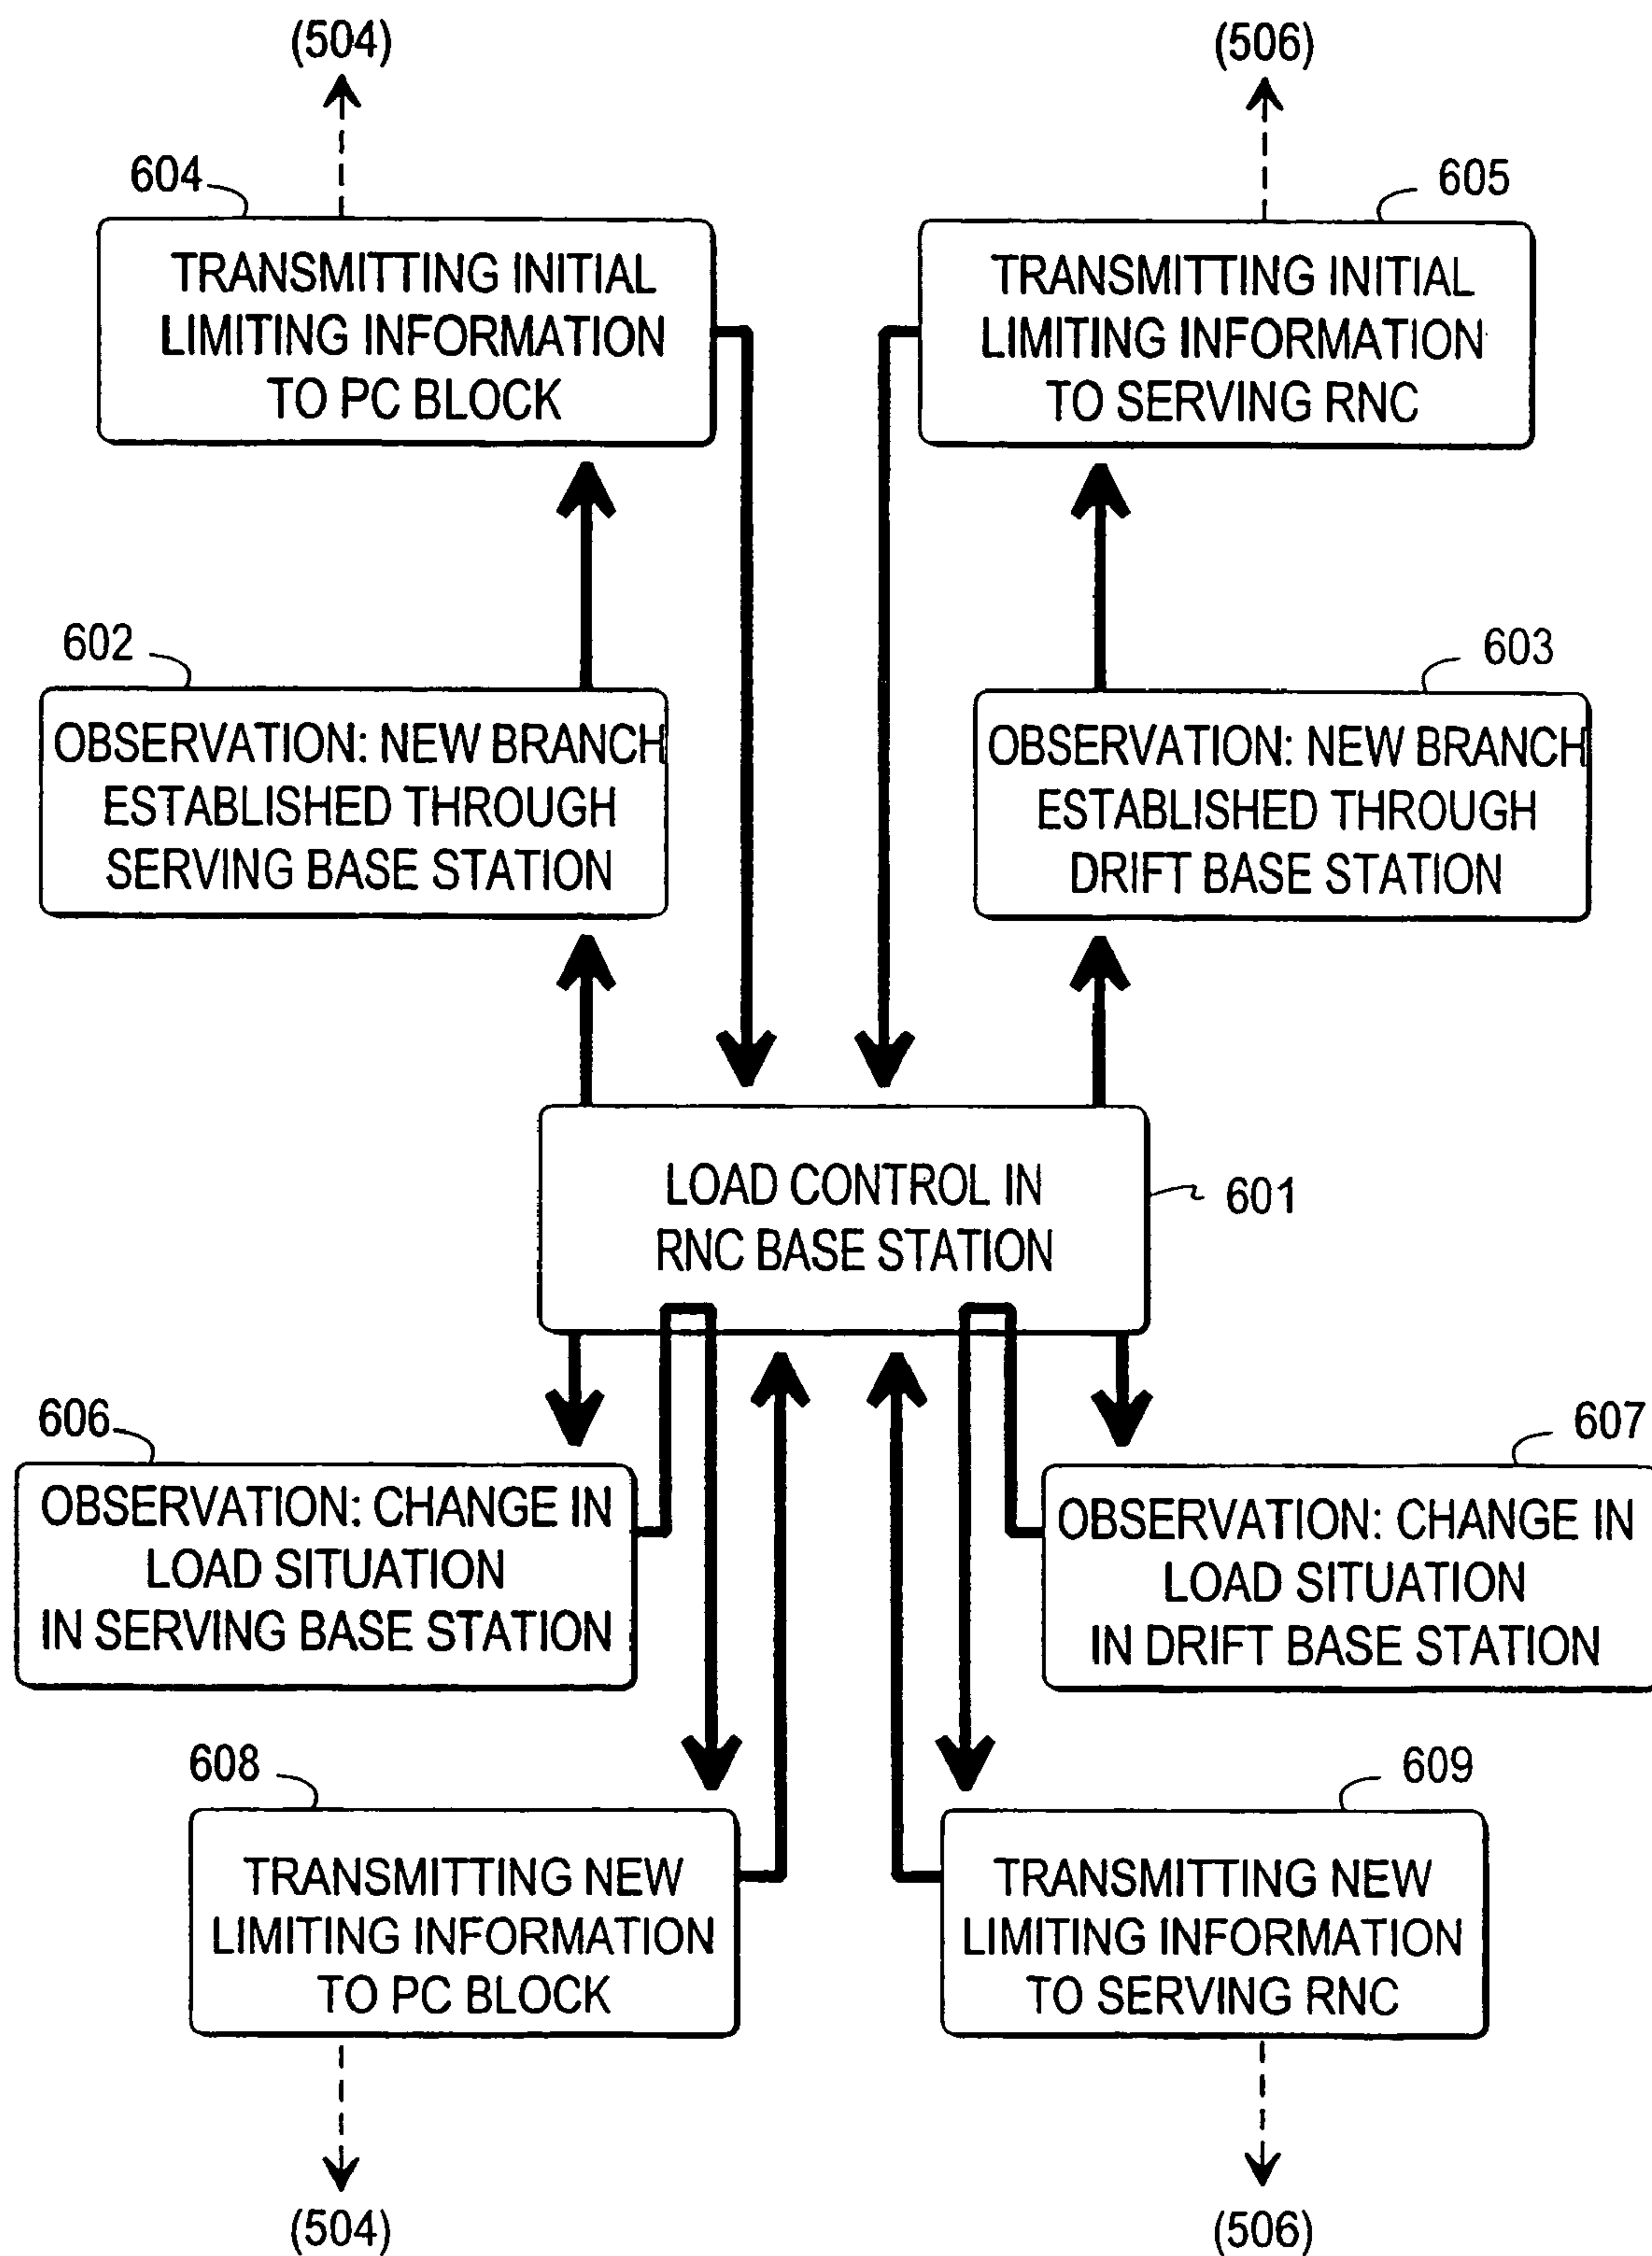 (504)
(506)
604
605
TRANSMITTING INITIAL
LIMITING INFORMATION
TO PC BLOCK
TRANSMITTING INITIAL
LIMITING INFORMATION
TO SERVING RNC
602
603
OBSERVATION: NEW BRANCH
ESTABLISHED THROUGH
SERVING BASE STATION
OBSERVATION: NEW BRANCH
ESTABLISHED THROUGH
DRIFT BASE STATION
LOAD CONTROL IN
RNC BASE STATION
601
606
607
OBSERVATION: CHANGE IN
LOAD SITUATION
IN SERVING BASE STATION
OBSERVATION: CHANGE IN
LOAD SITUATION
IN DRIFT BASE STATION
608
609
TRANSMITTING NEW
LIMITING INFORMATION
TO PC BLOCK
TRANSMITTING NEW
LIMITING INFORMATION
TO SERVING RNC
(504)
(506)